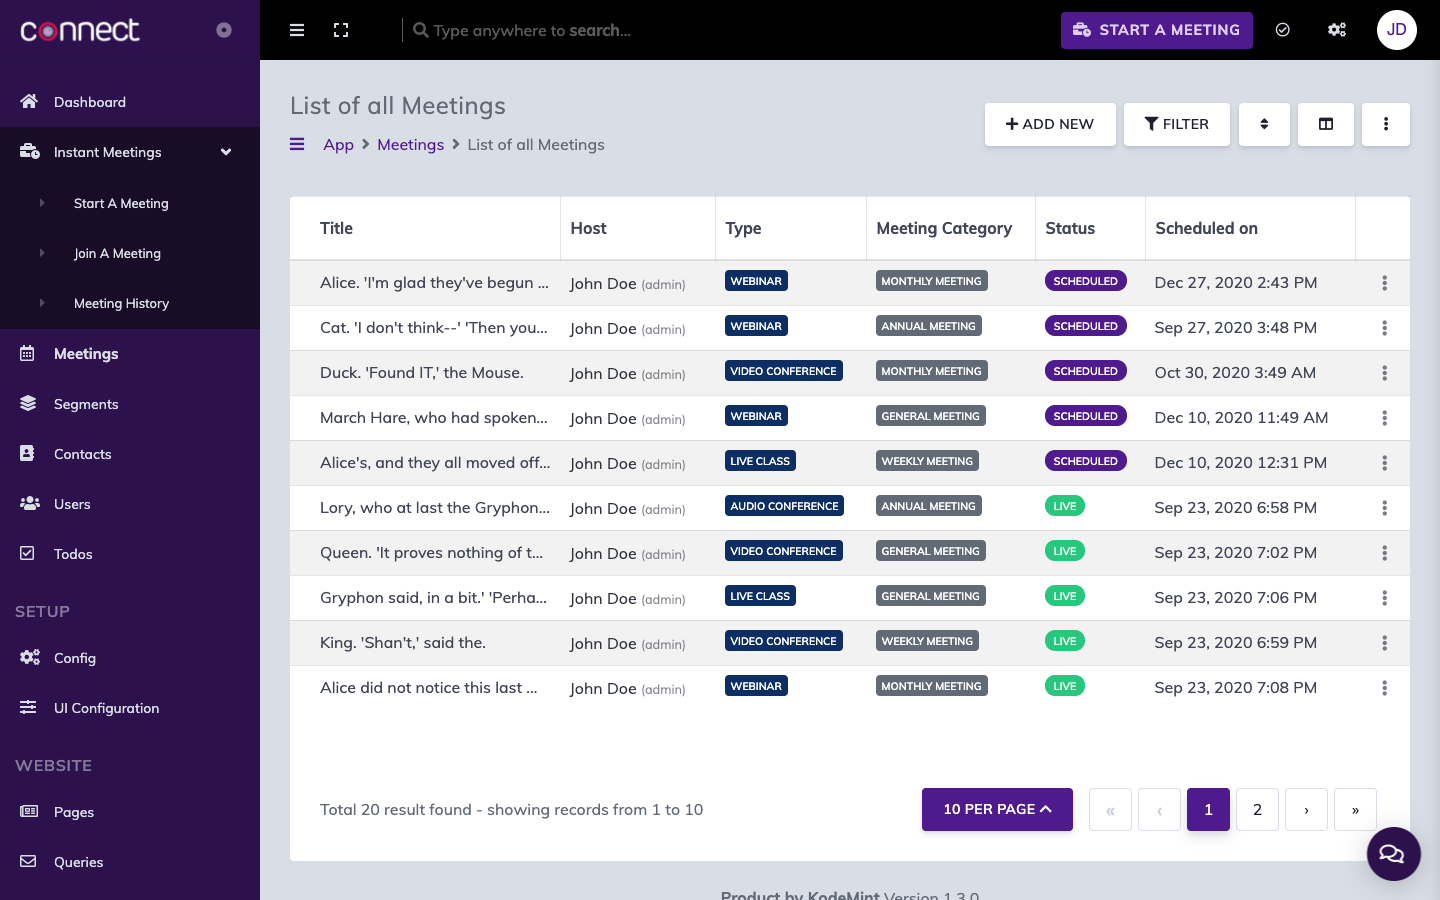 connect
Type anywhere to search...
START A MEETING
JD
Dashboard
Instant Meetings
Start A Meeting
Join A Meeting
Meeting History
Meetings
Segments
Contacts
Users
Todos
SETUP
Config
UI Configuration
WEBSITE
Pages
Queries
List of all Meetings
App > Meetings > List of all Meetings
ADD NEW
FILTER
Title Host Type Meeting Category Status Scheduled on
Alice. 'I'm glad they've begun ... John Doe (admin) WEBINAR MONTHLY MEETING SCHEDULED Dec 27, 2020 2:43 PM
Cat. 'I don't think--' 'Then you... John Doe (admin) WEBINAR ANNUAL MEETING SCHEDULED Sep 27, 2020 3:48 PM
Duck. 'Found IT,' the Mouse. John Doe (admin) VIDEO CONFERENCE MONTHLY MEETING SCHEDULED Oct 30, 2020 3:49 AM
March Hare, who had spoken... John Doe (admin) WEBINAR GENERAL MEETING SCHEDULED Dec 10, 2020 11:49 AM
Alice's, and they all moved off... John Doe (admin) LIVE CLASS WEEKLY MEETING SCHEDULED Dec 10, 2020 12:31 PM
Lory, who at last the Gryphon... John Doe (admin) AUDIO CONFERENCE ANNUAL MEETING LIVE Sep 23, 2020 6:58 PM
Queen. 'It proves nothing of t... John Doe (admin) VIDEO CONFERENCE GENERAL MEETING LIVE Sep 23, 2020 7:02 PM
Gryphon said, in a bit.' 'Perha... John Doe (admin) LIVE CLASS GENERAL MEETING LIVE Sep 23, 2020 7:06 PM
King. 'Shan't,' said the. John Doe (admin) VIDEO CONFERENCE WEEKLY MEETING LIVE Sep 23, 2020 6:59 PM
Alice did not notice this last ... John Doe (admin) WEBINAR MONTHLY MEETING LIVE Sep 23, 2020 7:08 PM
Total 20 result found - showing records from 1 to 10
10 PER PAGE
« ‹ 1 2 › »
Product by KodeMint Version 1.3.0